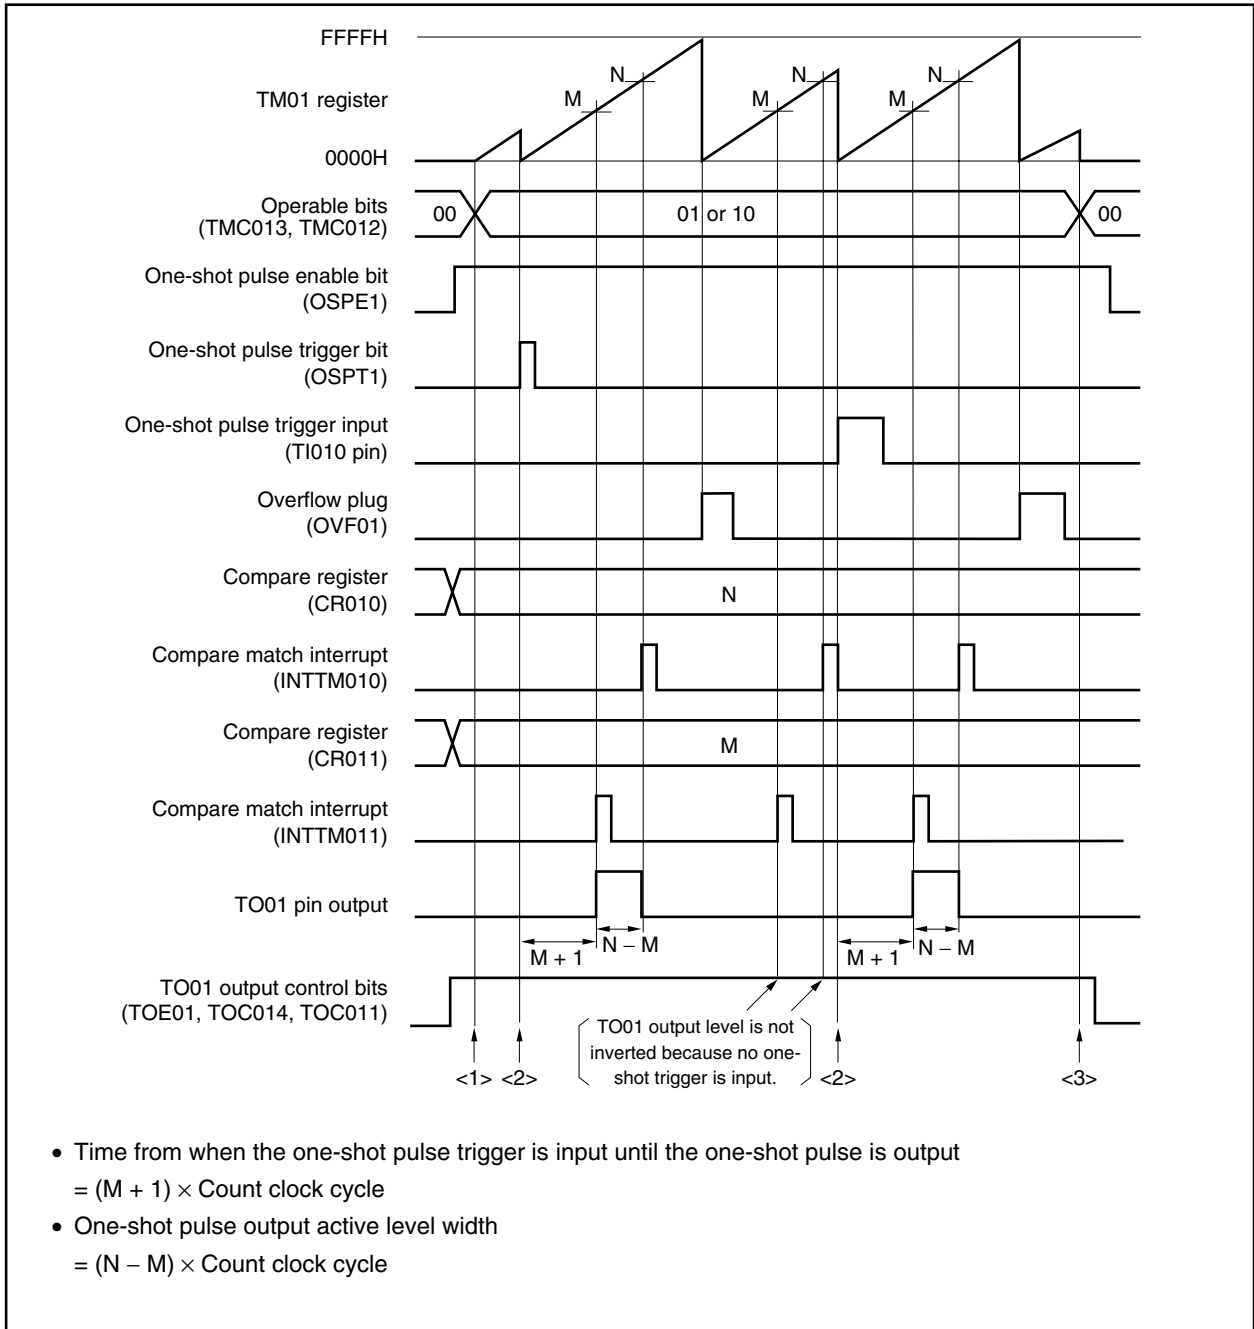 FFFFH
TM01 register
0000H
M
N
M
N
M
N
Operable bits
(TMC013, TMC012)
00
01 or 10
00
One-shot pulse enable bit
(OSPE1)
One-shot pulse trigger bit
(OSPT1)
One-shot pulse trigger input
(TI010 pin)
Overflow plug
(OVF01)
Compare register
(CR010)
N
Compare match interrupt
(INTTM010)
Compare register
(CR011)
M
Compare match interrupt
(INTTM011)
TO01 pin output
M + 1
N – M
M + 1
N – M
TO01 output control bits
(TOE01, TOC014, TOC011)
TO01 output level is not
inverted because no one-
shot trigger is input.
<1> <2> <2> <3>
• Time from when the one-shot pulse trigger is input until the one-shot pulse is output
= (M + 1) × Count clock cycle
• One-shot pulse output active level width
= (N – M) × Count clock cycle